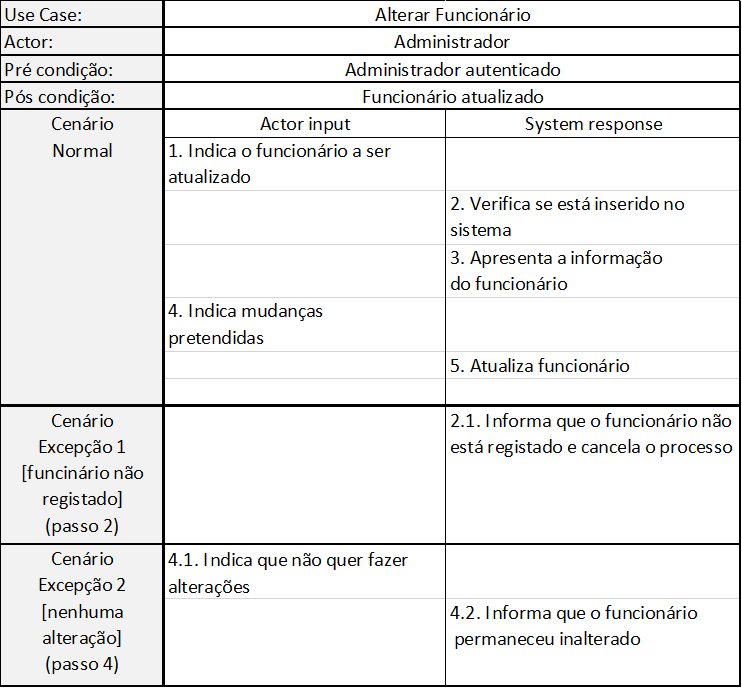 Use Case:
Alterar Funcionário
Actor:
Administrador
Pré condição:
Administrador autenticado
Pós condição:
Funcionário atualizado
Cenário
Normal
Actor input
System response
1. Indica o funcionário a ser
atualizado
2. Verifica se está inserido no
sistema
3. Apresenta a informação
do funcionário
4. Indica mudanças
pretendidas
5. Atualiza funcionário
Cenário
Excepção 1
[funcinário não
registado]
(passo 2)
2.1. Informa que o funcionário não
está registado e cancela o processo
Cenário
Excepção 2
[nenhuma
alteração]
(passo 4)
4.1. Indica que não quer fazer
alterações
4.2. Informa que o funcionário
permaneceu inalterado